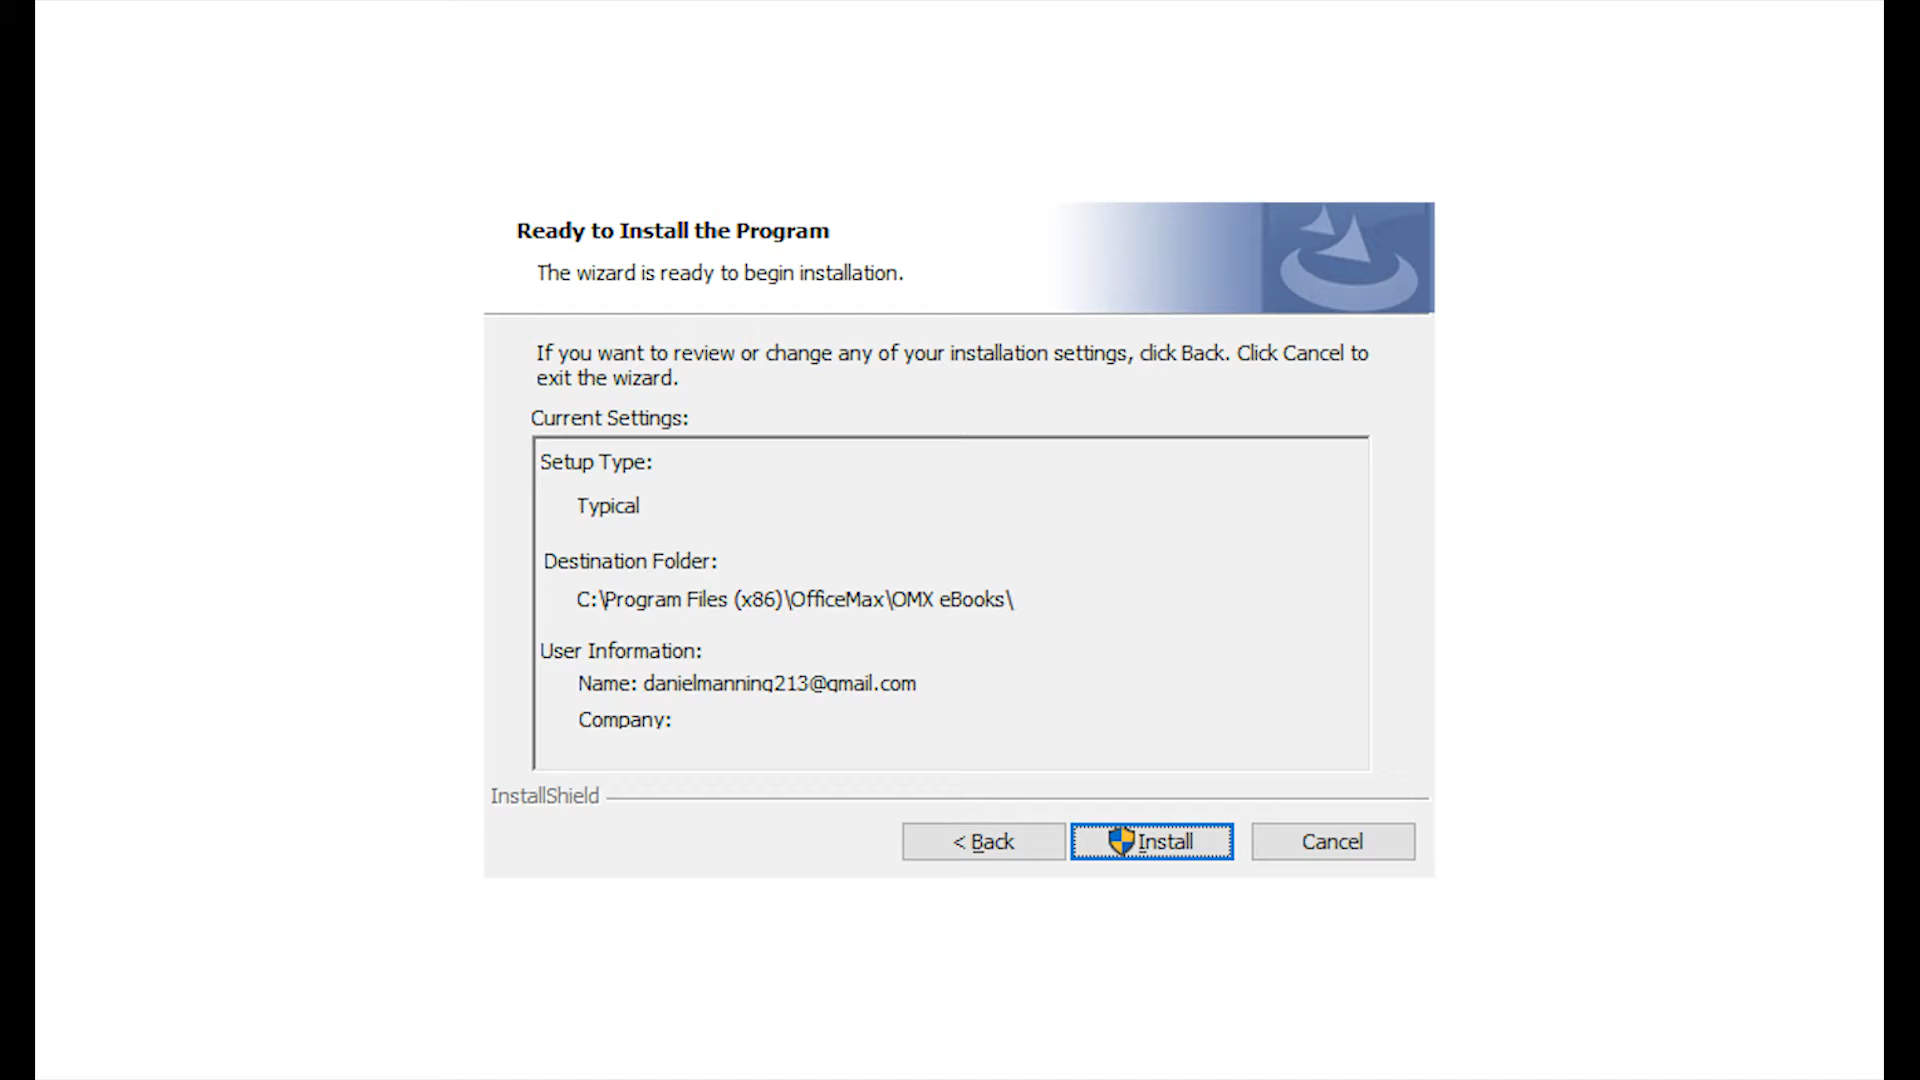 Ready to Install the Program
The wizard is ready to begin installation.
If you want to review or change any of your installation settings, click Back. Click Cancel to
exit the wizard.
Current Settings:
Setup Type:
Typical
Destination Folder:
C:\Program Files (x86)\OfficeMax\OMX eBooks\
User Information:
Name: danielmanning213@gmail.com
Company:
InstallShield
< Back
Install
Cancel